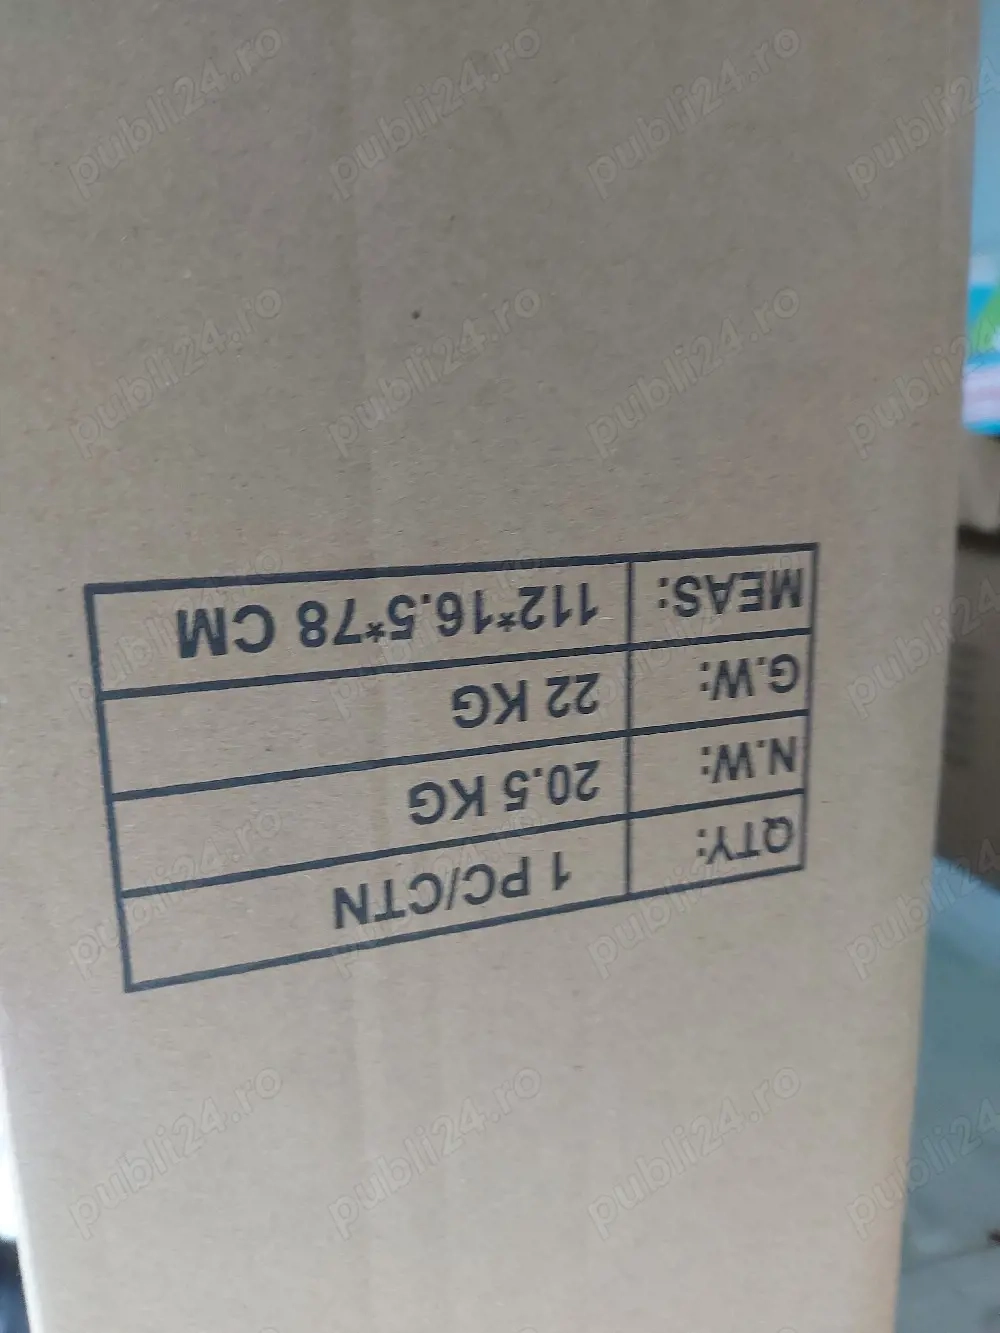 QTY: 1 PC/CTN
N.W: 20.5 KG
G.W: 22 KG
MEAS: 112*16.5*78 CM
publi24.ro